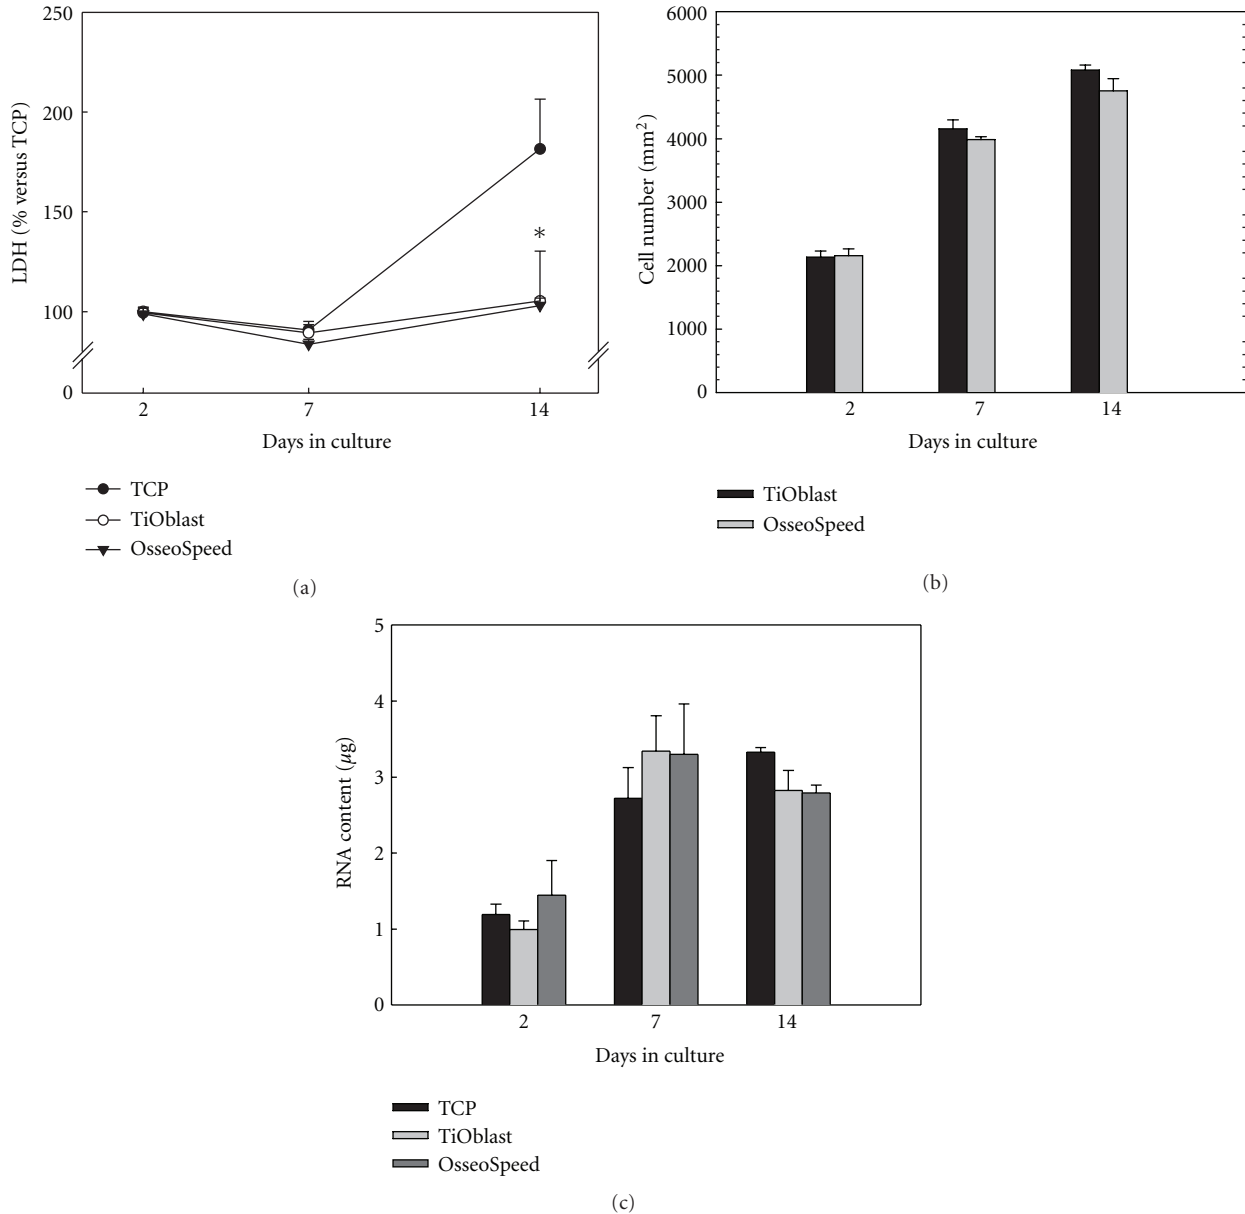 250
200
150
100
0
LDH (% versus TCP)
*
2 7 14
Days in culture
TCP
TiOblast
OsseoSpeed
(a)
6000
5000
4000
3000
2000
1000
0
Cell number (mm²)
2 7 14
Days in culture
TiOblast
OsseoSpeed
(b)
5
4
3
2
1
0
RNA content (µg)
2 7 14
Days in culture
TCP
TiOblast
OsseoSpeed
(c)